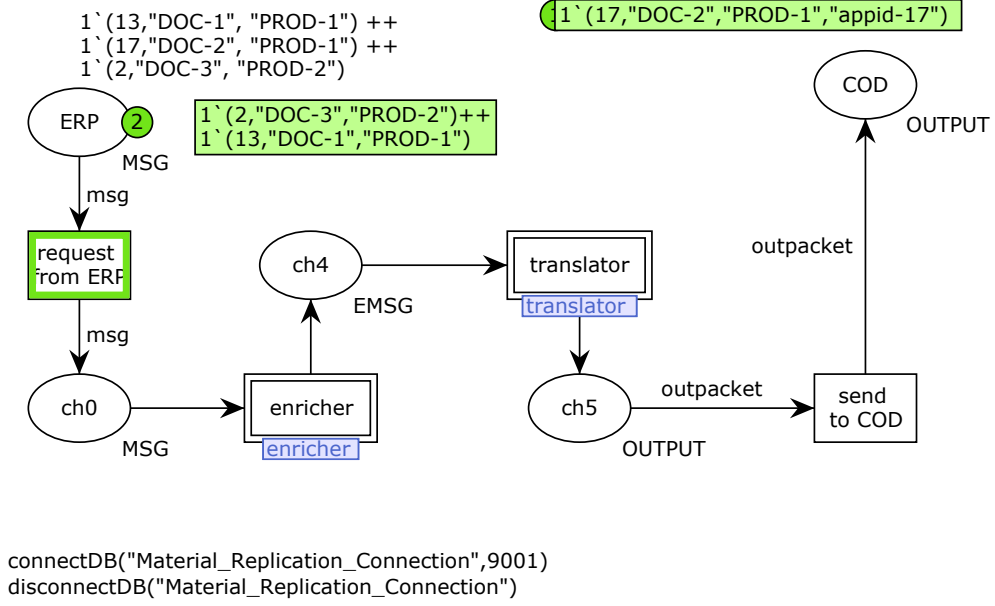 1`(13,"DOC-1", "PROD-1") ++
1`(17,"DOC-2", "PROD-1") ++
1`(2,"DOC-3", "PROD-2")
1`(17,"DOC-2","PROD-1","appid-17")
ERP
2
1`(2,"DOC-3","PROD-2")++
1`(13,"DOC-1","PROD-1")
MSG
COD
OUTPUT
msg
request
from ERP
ch4
EMSG
translator
translator
outpacket
msg
ch0
MSG
enricher
enricher
ch5
OUTPUT
outpacket
send
to COD
connectDB("Material_Replication_Connection",9001)
disconnectDB("Material_Replication_Connection")